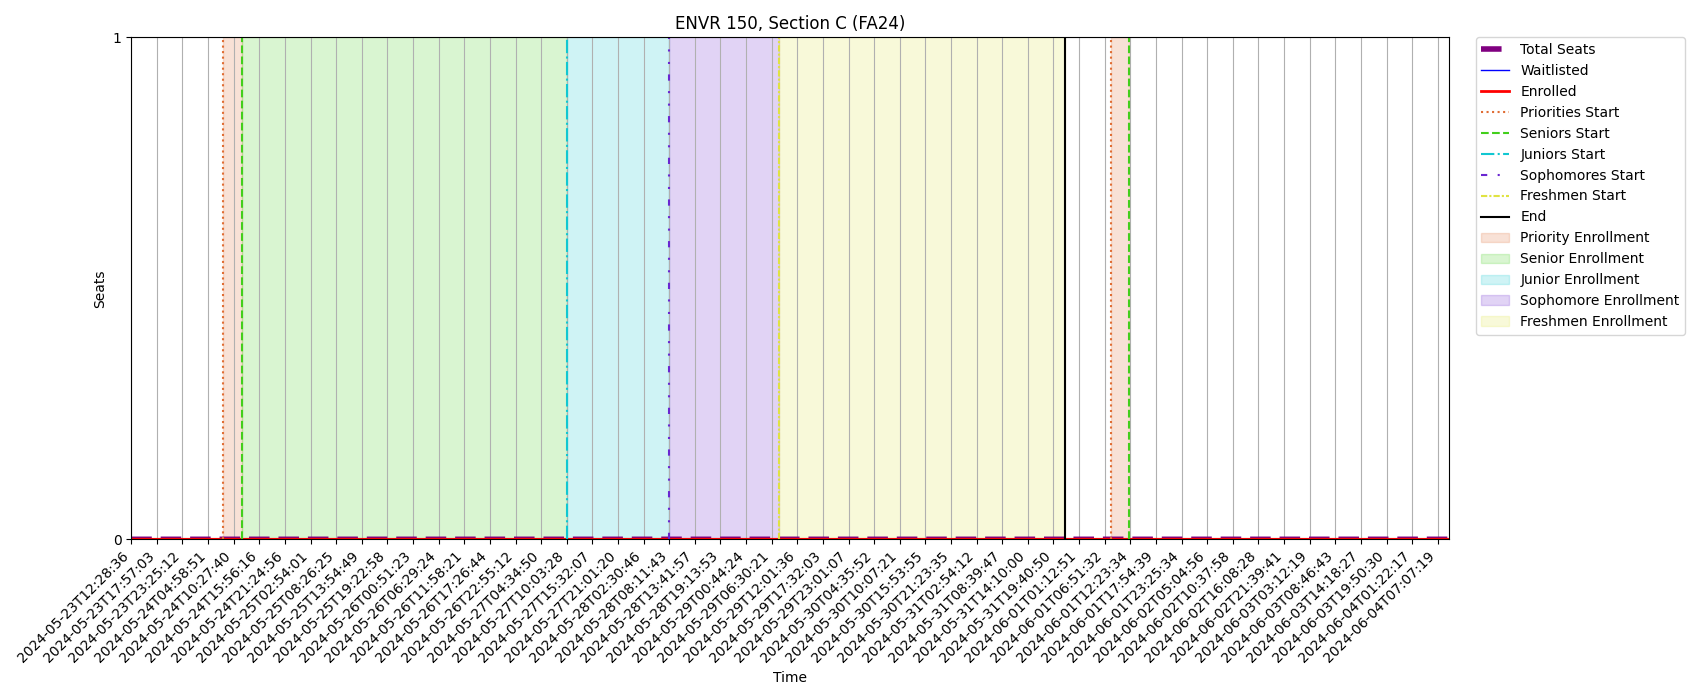 ENVR 150, Section C (FA24)
1
0
Seats
2024-05-23T12:28:36
2024-05-23T17:57:03
2024-05-23T23:25:12
2024-05-24T04:58:51
2024-05-24T10:27:40
2024-05-24T15:56:16
2024-05-24T21:24:56
2024-05-25T02:54:01
2024-05-25T08:26:25
2024-05-25T13:54:49
2024-05-25T19:22:58
2024-05-26T00:51:23
2024-05-26T06:29:24
2024-05-26T11:58:21
2024-05-26T17:26:44
2024-05-26T22:55:12
2024-05-27T04:34:50
2024-05-27T10:03:28
2024-05-27T15:32:07
2024-05-27T21:01:20
2024-05-28T02:30:46
2024-05-28T08:11:43
2024-05-28T13:41:57
2024-05-28T19:13:53
2024-05-29T00:44:24
2024-05-29T06:30:21
2024-05-29T12:01:36
2024-05-29T17:32:03
2024-05-29T23:01:07
2024-05-30T04:35:52
2024-05-30T10:07:21
2024-05-30T15:53:55
2024-05-30T21:23:35
2024-05-31T02:54:12
2024-05-31T08:39:47
2024-05-31T14:10:00
2024-05-31T19:40:50
2024-06-01T01:12:51
2024-06-01T06:51:32
2024-06-01T12:23:34
2024-06-01T17:54:39
2024-06-01T23:25:34
2024-06-02T05:04:56
2024-06-02T10:37:58
2024-06-02T16:08:28
2024-06-02T21:39:41
2024-06-03T03:12:19
2024-06-03T08:46:43
2024-06-03T14:18:27
2024-06-03T19:50:30
2024-06-04T01:22:17
2024-06-04T07:07:19
Time
Total Seats
Waitlisted
Enrolled
Priorities Start
Seniors Start
Juniors Start
Sophomores Start
Freshmen Start
End
Priority Enrollment
Senior Enrollment
Junior Enrollment
Sophomore Enrollment
Freshmen Enrollment